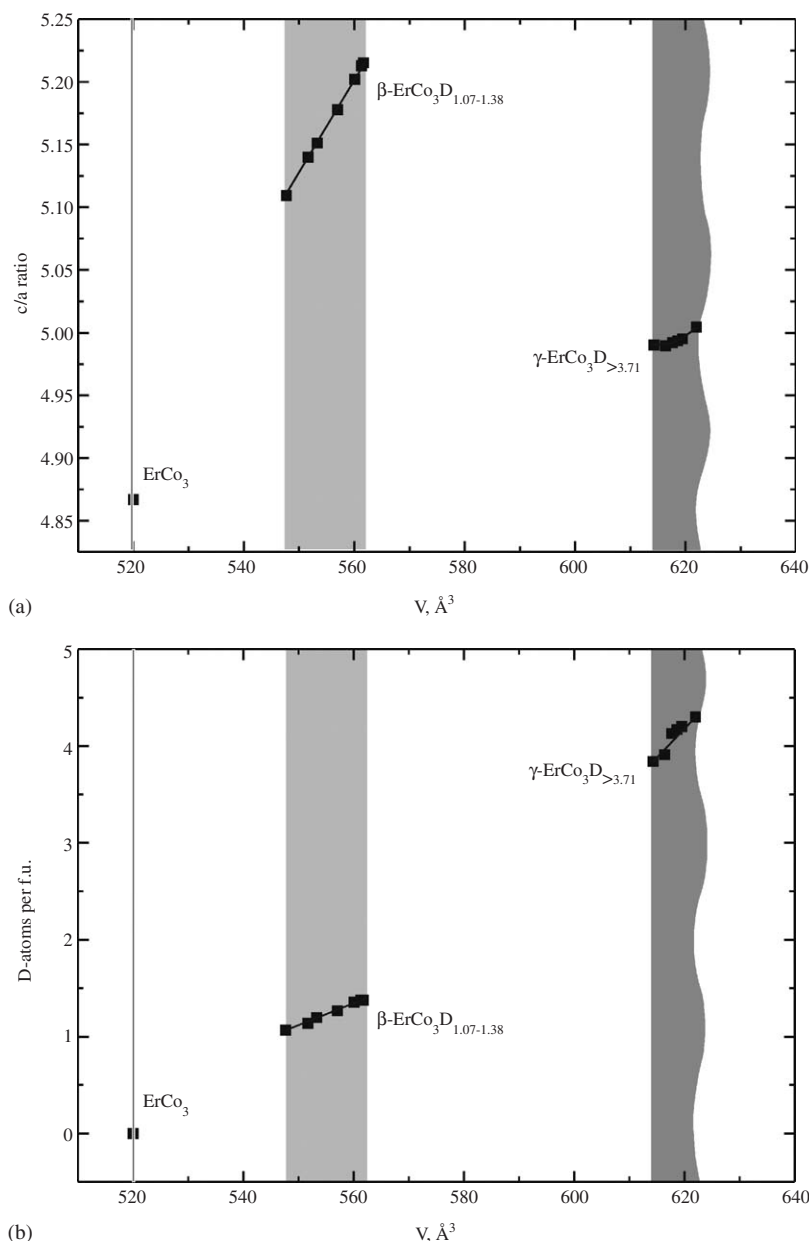 5.25
5.20
β-ErCo₃D₁.₀₇₋₁.₃₈
5.15
5.10
5.05
c/a ratio
5.00
γ-ErCo₃D>₃.₇₁
4.95
4.90
ErCo₃
4.85
520 540 560 580 600 620 640
(a)
V, Å³
5
4
γ-ErCo₃D>₃.₇₁
3
D-atoms per f.u.
2
β-ErCo₃D₁.₀₇₋₁.₃₈
1
ErCo₃
0
520 540 560 580 600 620 640
(b)
V, Å³